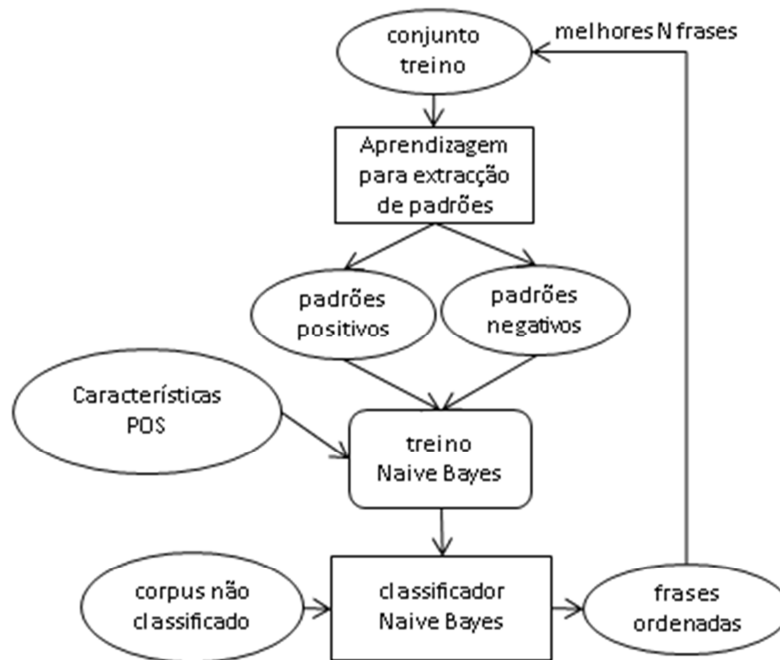 conjunto
treino
melhores N frases
Aprendizagem
para extracção
de padrões
padrões
positivos
padrões
negativos
Característícas
POS
treino
Naive Bayes
corpus não
classificado
classificador
Naive Bayes
frases
ordenadas